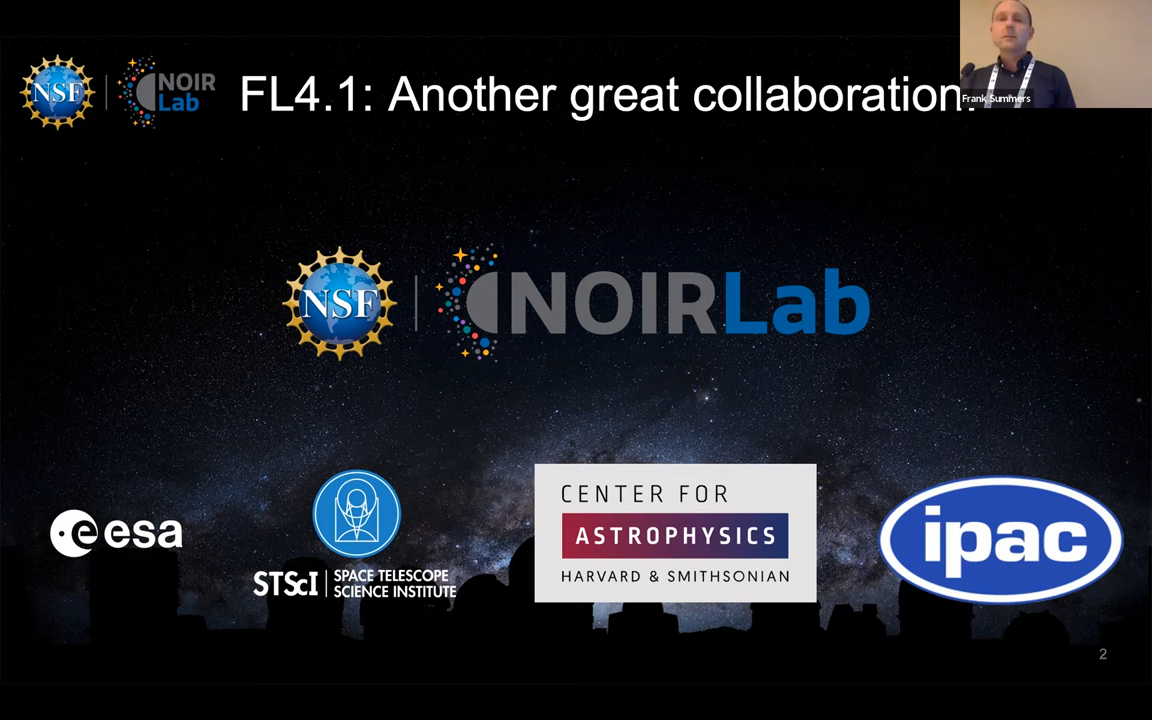 NSF
NOIR
Lab
FL4.1: Another great collaboration.
Frank Summers
NSF
NOIRLab
esa
STScI
SPACE TELESCOPE
SCIENCE INSTITUTE
CENTER FOR
ASTROPHYSICS
HARVARD & SMITHSONIAN
ipac
2